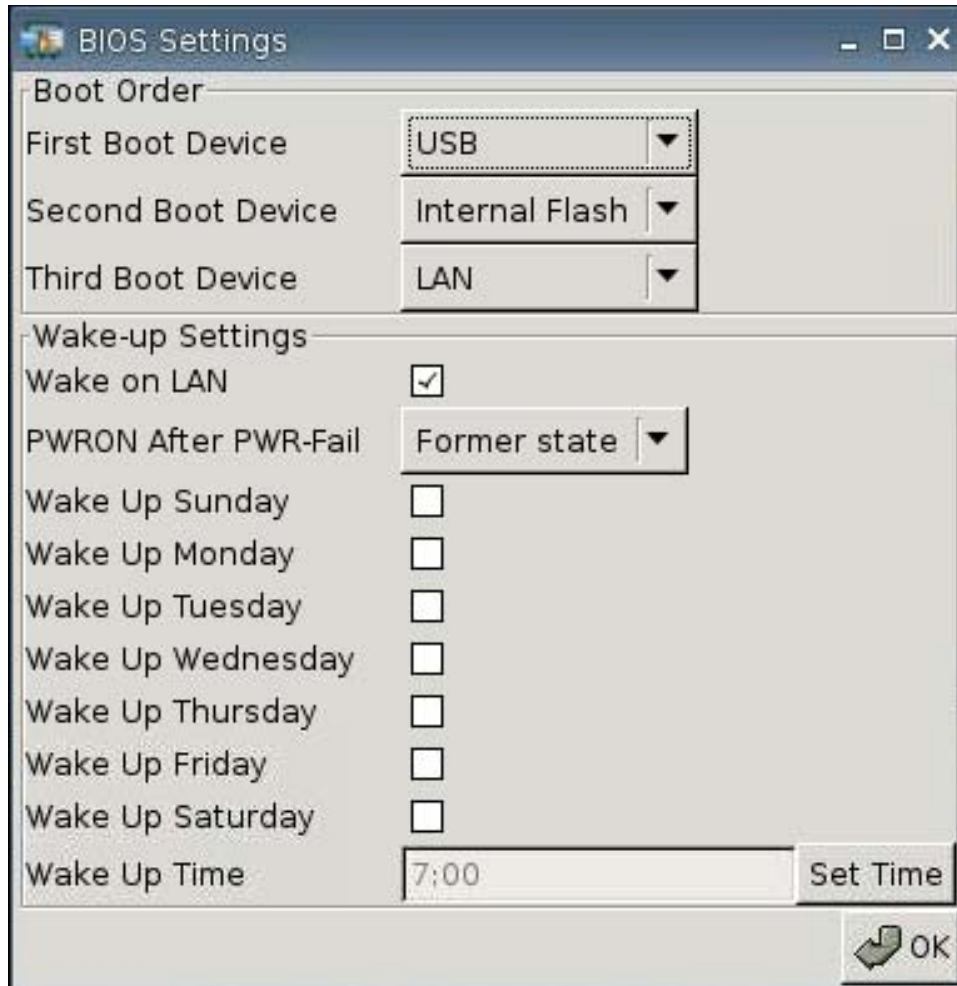 BIOS Settings
Boot Order
First Boot Device USB
Second Boot Device Internal Flash
Third Boot Device LAN
Wake-up Settings
Wake on LAN
PWRON After PWR-Fail Former state
Wake Up Sunday
Wake Up Monday
Wake Up Tuesday
Wake Up Wednesday
Wake Up Thursday
Wake Up Friday
Wake Up Saturday
Wake Up Time 7:00 Set Time
OK